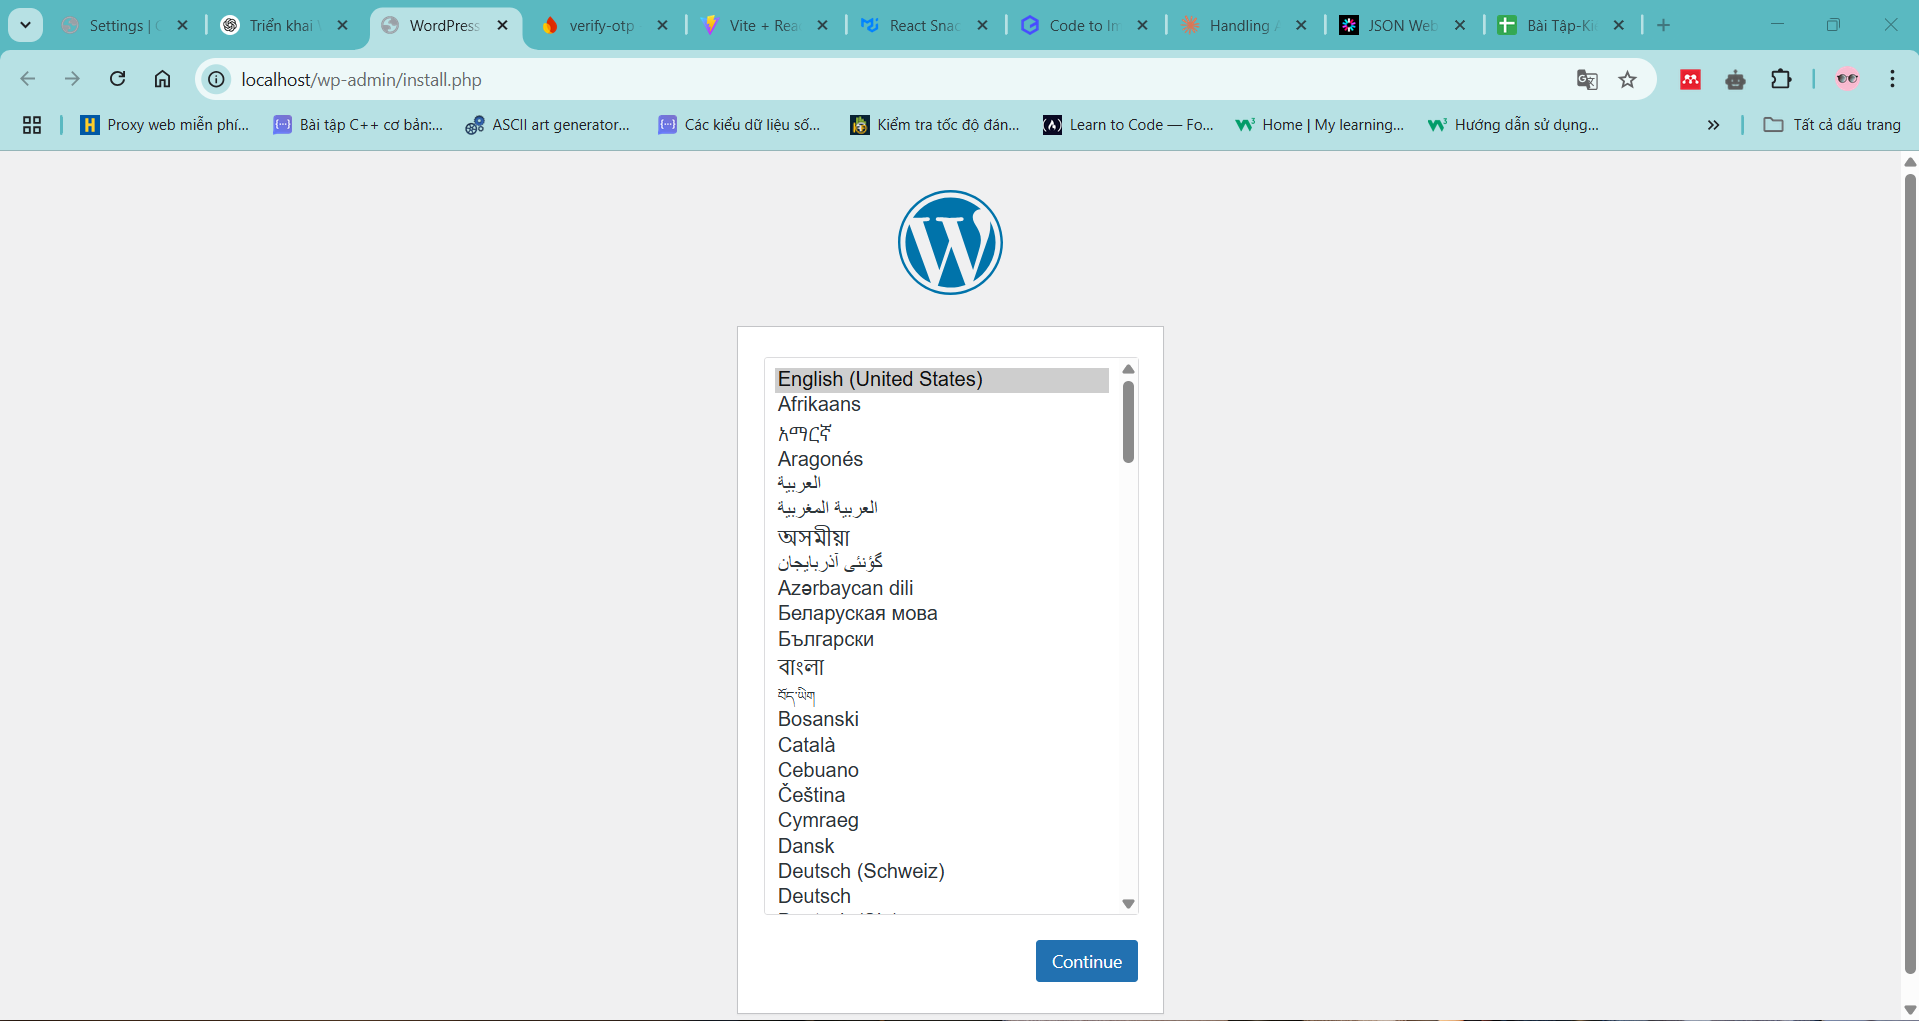 Settings | C
Triển khai V
WordPress
verify-otp
Vite + Rea
React Snac
Code to Im
Handling A
JSON Web
Bài Tập-Ki
localhost/wp-admin/install.php
Proxy web miễn phí...
Bài tập C++ cơ bản:...
ASCII art generator...
Các kiểu dữ liệu số...
Kiểm tra tốc độ đán...
Learn to Code — Fo...
Home | My learning...
Hướng dẫn sử dụng...
Tất cả dấu trang
English (United States)
Afrikaans
አማርኛ
Aragonés
العربية
العربية المغربية
অসমীয়া
گؤنئی آذربایجان
Azərbaycan dili
Беларуская мова
Български
বাংলা
བོད་ཡིག
Bosanski
Català
Cebuano
Čeština
Cymraeg
Dansk
Deutsch (Schweiz)
Deutsch
Continue